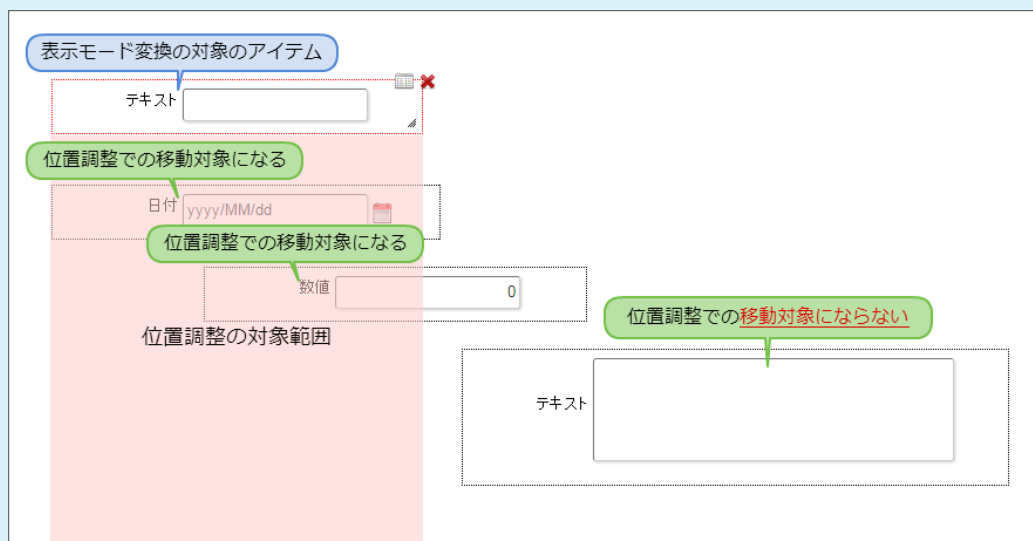 表示モード変換の対象のアイテム
テキスト
位置調整での移動対象になる
日付 yyyy/MM/dd
位置調整での移動対象になる
数値 0
位置調整の対象範囲
位置調整での移動対象にならない
テキスト